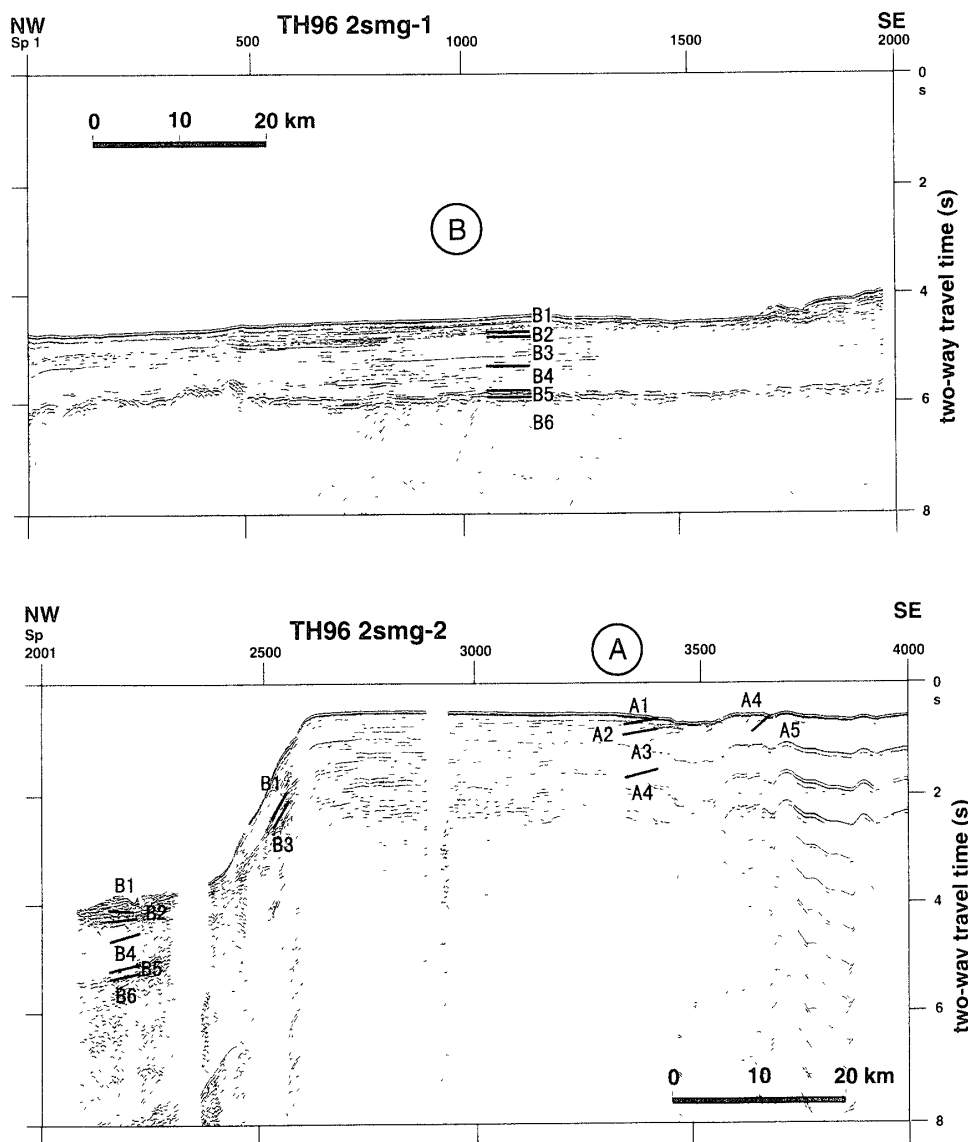 NW TH96 2smg-1 SE
Sp 1 500 1000 1500 2000
0
s
0 10 20 km
2
B
two-way travel time (s)
4
B1
B2
B3
B4
B5
6
B6
8
NW TH96 2smg-2 SE
Sp A
2001 2500 3000 3500 4000
0
s
A1 A4
A2 A5
A3
B1 A4
2
two-way travel time (s)
B3
B1
4
B2
B4
B5
B6
6
0 10 20 km
8